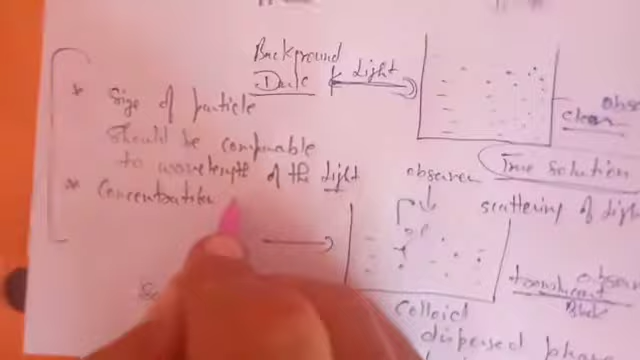 Background
Dark
Light
* Size of particle
should be comparable
to wavelength of the light
* Concentration
clear
True solution
observer
scattering of light
translucent
Colloid
dispersed phase